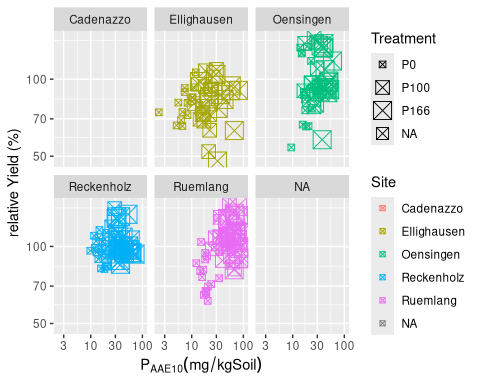 Cadenazzo Ellighausen Oensingen
100
70
50
Reckenholz Ruemlang NA
100
70
50
3 10 30 100 3 10 30 100 3 10 30 100
relative Yield (%)
PAAE10(mg/kgSoil)
Treatment
P0
P100
P166
NA
Site
Cadenazzo
Ellighausen
Oensingen
Reckenholz
Ruemlang
NA